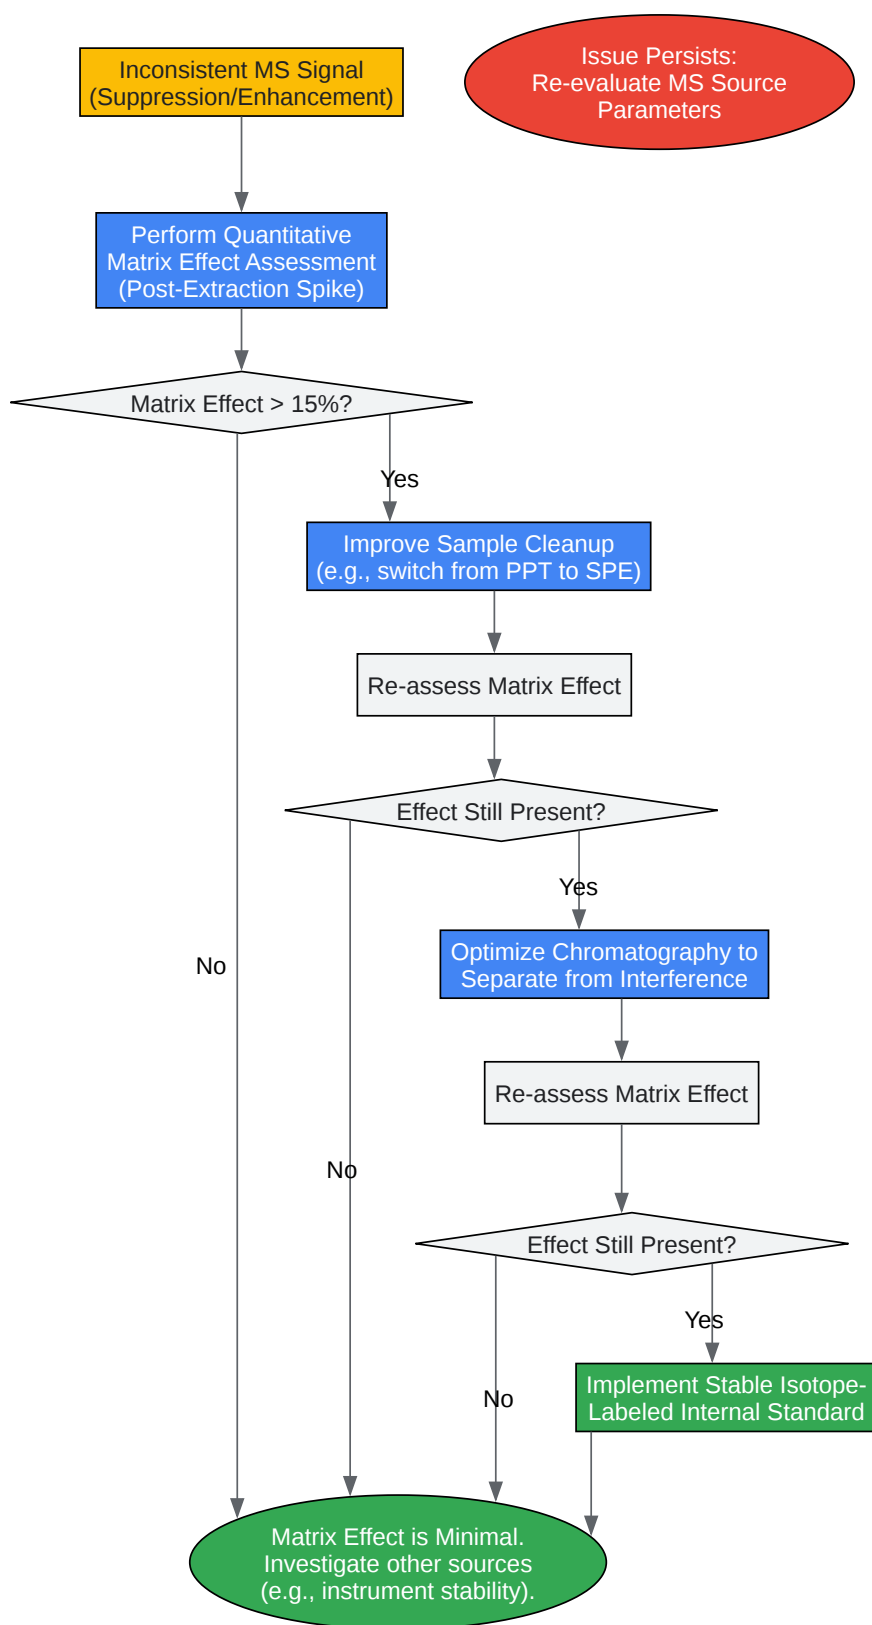 Inconsistent MS Signal
(Suppression/Enhancement)
Issue Persists:
Re-evaluate MS Source
Parameters
Perform Quantitative
Matrix Effect Assessment
(Post-Extraction Spike)
Matrix Effect > 15%?
Yes
Improve Sample Cleanup
(e.g., switch from PPT to SPE)
Re-assess Matrix Effect
Effect Still Present?
Yes
Optimize Chromatography to
Separate from Interference
No
Re-assess Matrix Effect
No
Effect Still Present?
Yes
Implement Stable Isotope-
Labeled Internal Standard
No
Matrix Effect is Minimal.
Investigate other sources
(e.g., instrument stability).